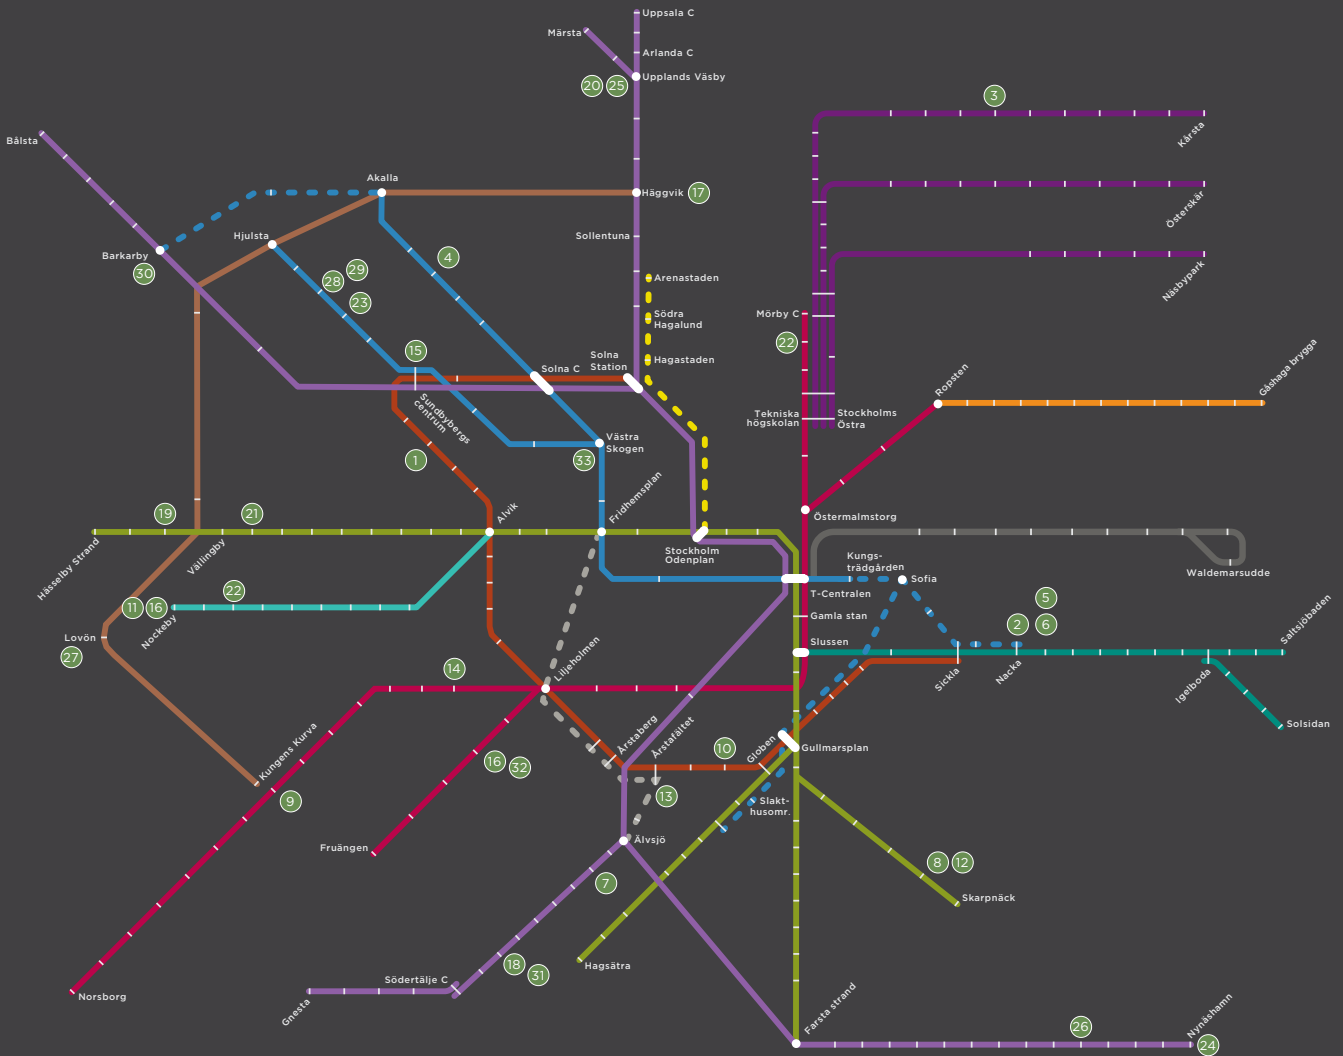 Uppsala C
Märsta
Arlanda C
Upplands Väsby
20
25
3
Kårsta
Bålsta
Akalla
Häggvik
17
Österskär
Hjulsta
Sollentuna
Barkarby
30
4
29
28
23
Arenastaden
Näsbypark
Södra
Hagalund
Mörby C
22
15
Solna
Station
Hagastaden
Solna C
Ropsten
Gåshaga brygga
Sundbybergs
centrum
Tekniska
högskolan
Stockholms
Östra
Västra
Skogen
33
1
Fridhemsplan
19
21
Alvik
Östermalmstorg
Hässelby Strand
Vällingby
Stockholm
Odenplan
Kungs-
trädgården
Waldemarsudde
Sofia
T-Centralen
22
11
16
Nockeby
Gamla stan
5
2
6
Saltsjöbaden
Lovön
27
Slussen
Liljeholmen
14
Sickla
Nacka
Igelboda
Solsidan
Kungens Kurva
Årstaberg
Årstafältet
10
Globen
Gullmarsplan
16
32
13
9
Slakt-
husomr.
Fruängen
Älvsjö
7
8
12
Skarpnäck
18
31
Hagsätra
Södertälje C
Norsborg
Gnesta
Farsta strand
26
Nynäshamn
24